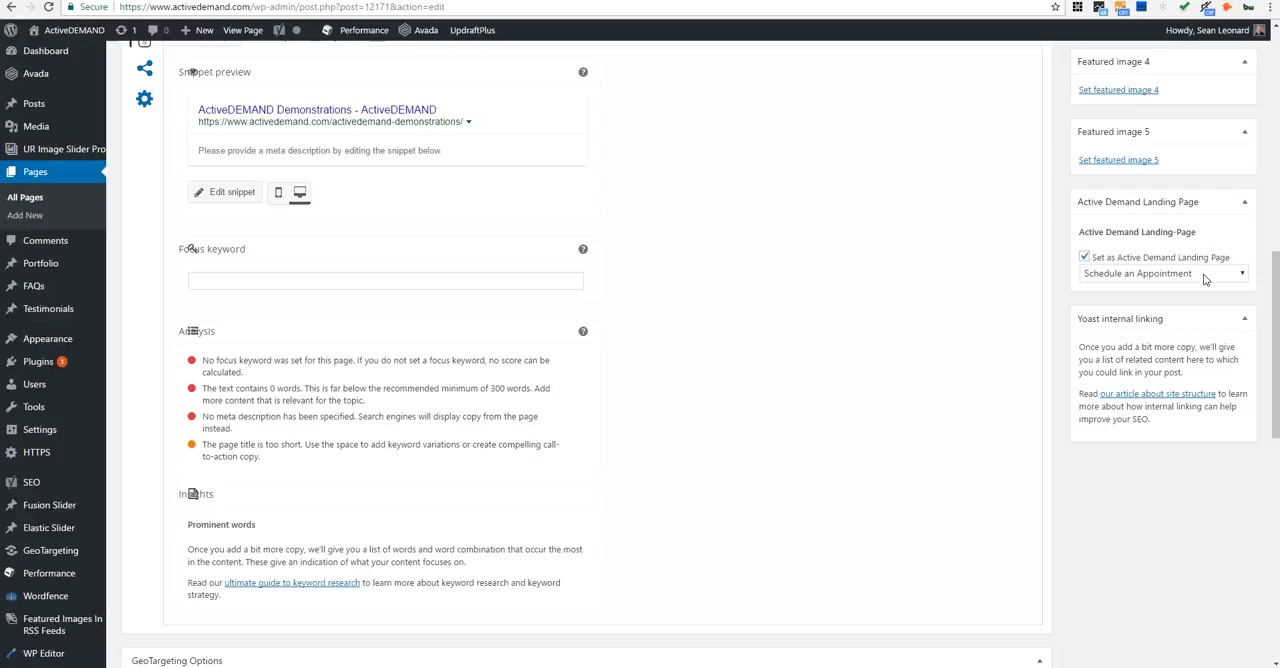 Secure https://www.activedemand.com/wp-admin/post.php?post=12171&action=edit
ActiveDEMAND 1 0 New View Page Performance Avada UpdraftPlus Howdy, Sean Leonard
Dashboard
Avada
Posts
Media
UR Image Slider Pro
Pages
All Pages
Add New
Comments
Portfolio
FAQs
Testimonials
Appearance
Plugins 1
Users
Tools
Settings
HTTPS
SEO
Fusion Slider
Elastic Slider
GeoTargeting
Performance
Wordfence
Featured Images In
RSS Feeds
WP Editor
Snippet preview
ActiveDEMAND Demonstrations - ActiveDEMAND
https://www.activedemand.com/activedemand-demonstrations/
Please provide a meta description by editing the snippet below.
Edit snippet
Focus keyword
Analysis
No focus keyword was set for this page. If you do not set a focus keyword, no score can be
calculated.
The text contains 0 words. This is far below the recommended minimum of 300 words. Add
more content that is relevant for the topic.
No meta description has been specified. Search engines will display copy from the page
instead.
The page title is too short. Use the space to add keyword variations or create compelling call-
to-action copy.
Insights
Prominent words
Once you add a bit more copy, we'll give you a list of words and word combination that occur the most
in the content. These give an indication of what your content focuses on.
Read our ultimate guide to keyword research to learn more about keyword research and keyword
strategy.
GeoTargeting Options
Featured image 4
Set featured image 4
Featured image 5
Set featured image 5
Active Demand Landing Page
Active Demand Landing-Page
Set as Active Demand Landing Page
Schedule an Appointment
Yoast internal linking
Once you add a bit more copy, we'll give
you a list of related content here to which
you could link in your post.
Read our article about site structure to learn
more about how internal linking can help
improve your SEO.